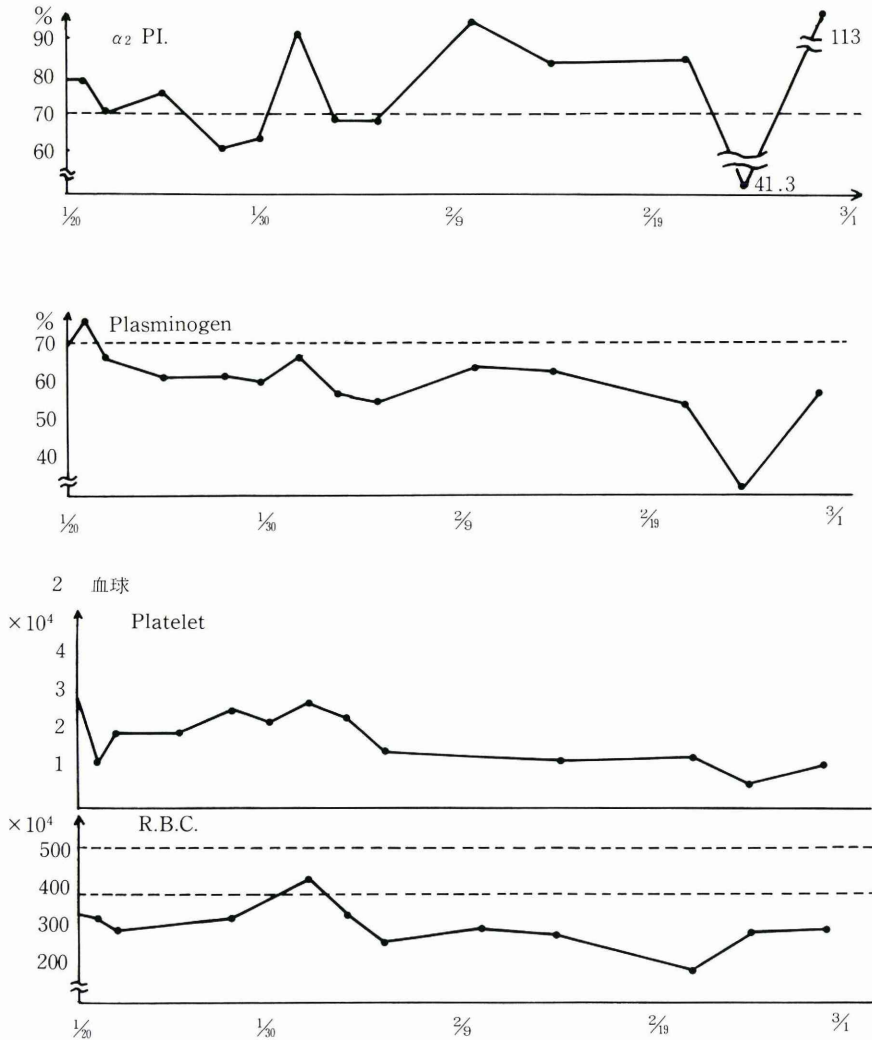 %
α₂ PI.
90
80
70
60
113
41.3
1/20 1/30 2/9 2/19 3/1
%
Plasminogen
70
60
50
40
1/20 1/30 2/9 2/19 3/1
2 血球
×10⁴
Platelet
4
3
2
1
×10⁴
R.B.C.
500
400
300
200
1/20 1/30 2/9 2/19 3/1